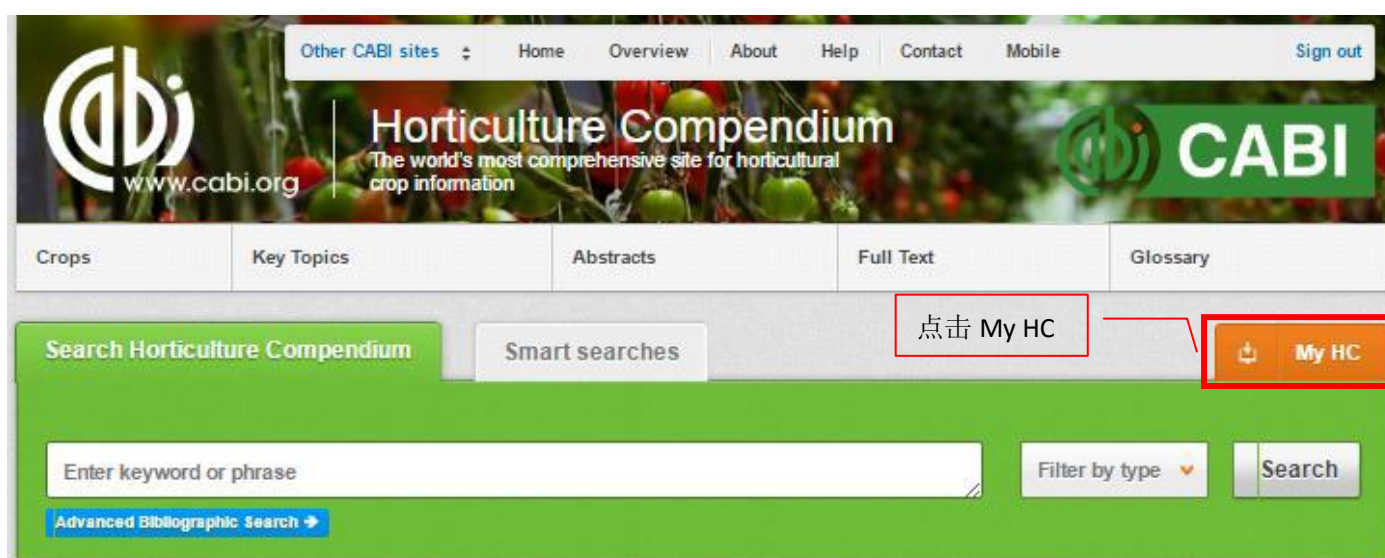 Other CABI sites Home Overview About Help Contact Mobile Sign out
cabi
www.cabi.org
Horticulture Compendium
The world's most comprehensive site for horticultural
crop information
CABI
Crops Key Topics Abstracts Full Text Glossary
点击 My HC
Search Horticulture Compendium Smart searches My HC
Enter keyword or phrase Filter by type Search
Advanced Bibliographic Search